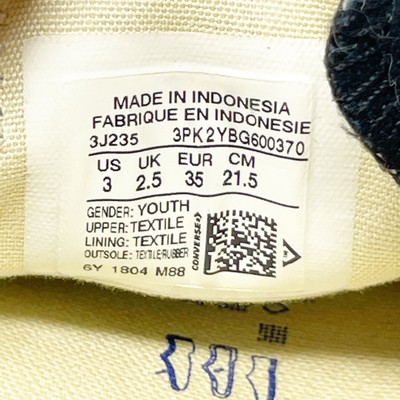 MADE IN INDONESIA
FABRIQUE EN INDONESIE
3J235 3PK2YBG600370
US UK EUR CM
3 2.5 35 21.5
GENDER: YOUTH
UPPER: TEXTILE
LINING: TEXTILE
OUTSOLE: TEXTILE/RUBBER
6Y 1804 M88
CONVERSE